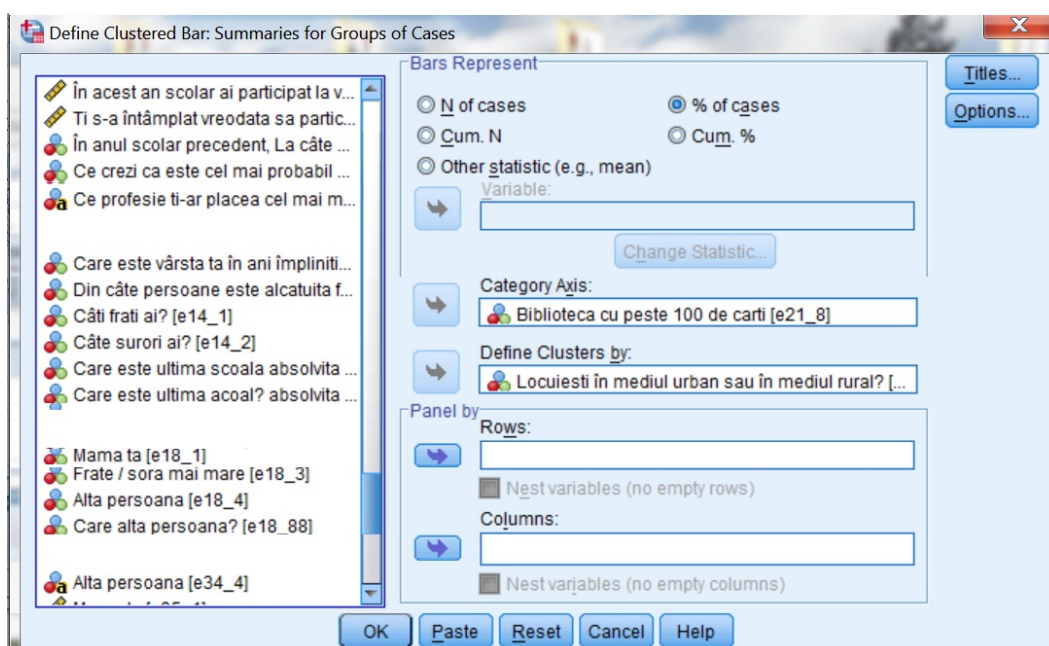 Define Clustered Bar: Summaries for Groups of Cases
X
În acest an scolar ai participat la v...
Ti s-a întâmplat vreodata sa partic...
În anul scolar precedent, La câte ...
Ce crezi ca este cel mai probabil ...
a Ce profesie ti-ar placea cel mai m...
Care este vârsta ta în ani împliniti...
Din câte persoane este alcatuita f...
Câti frati ai? [e14_1]
Câte surori ai? [e14_2]
Care este ultima scoala absolvita ...
Care este ultima acoal? absolvita ...
Mama ta [e18_1]
Frate / sora mai mare [e18_3]
Alta persoana [e18_4]
Care alta persoana? [e18_88]
a Alta persoana [e34_4]
Bars Represent
N of cases
% of cases
Cum. N
Cum. %
Other statistic (e.g., mean)
Variable:
Change Statistic...
Category Axis:
Biblioteca cu peste 100 de carti [e21_8]
Define Clusters by:
Locuiesti în mediul urban sau în mediul rural? [...
Panel by
Rows:
Nest variables (no empty rows)
Columns:
Nest variables (no empty columns)
Titles...
Options...
OK
Paste
Reset
Cancel
Help